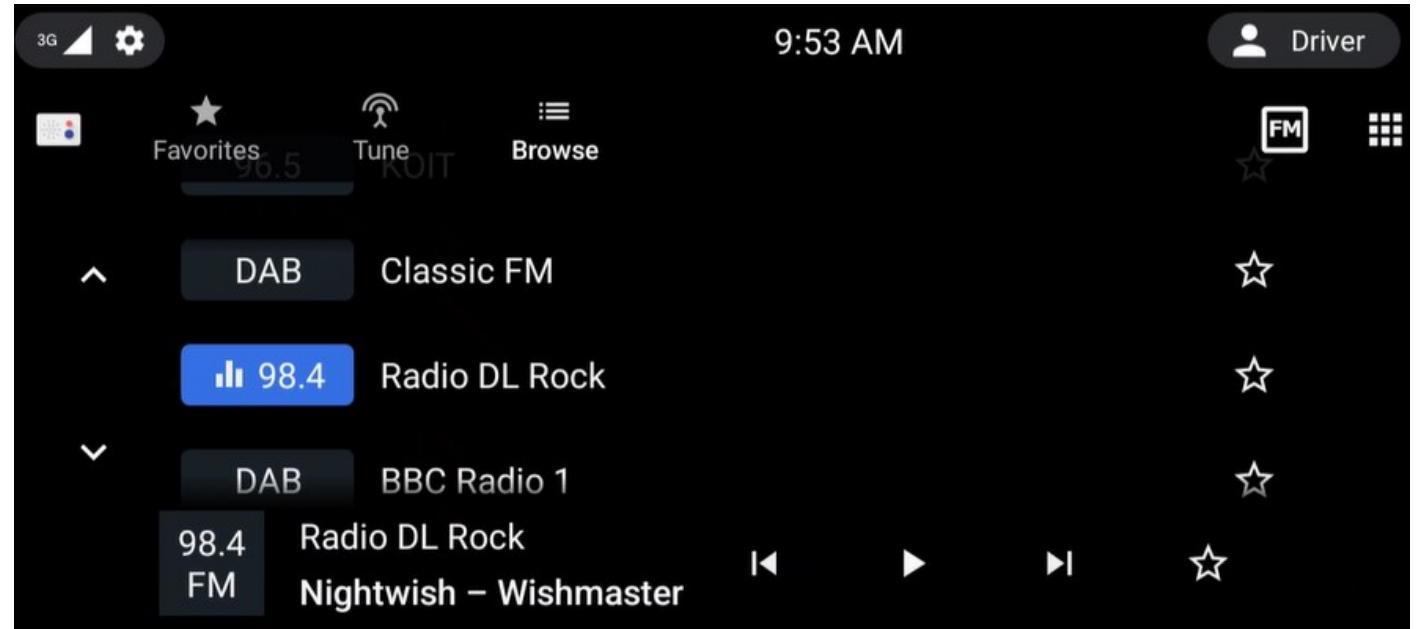 3G
9:53 AM
Driver
Favorites
Tune
Browse
FM
96.5
KOIT
DAB
Classic FM
98.4
Radio DL Rock
DAB
BBC Radio 1
98.4
FM
Radio DL Rock
Nightwish – Wishmaster